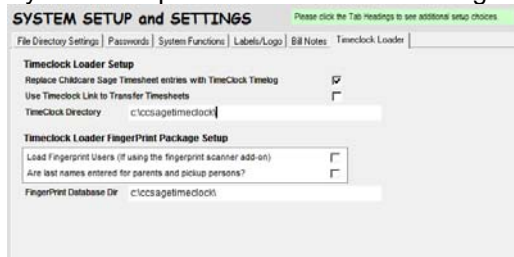 SYSTEM SETUP and SETTINGS
Please click the Tab Headings to see additional setup choices.
File Directory Settings Passwords System Functions Labels/Logo Bill Notes Timeclock Loader
Timeclock Loader Setup
Replace Childcare Sage Timesheet entries with TimeClock Timelog
Use Timeclock Link to Transfer Timesheets
TimeClock Directory c:\ccsagetimeclock\
Timeclock Loader FingerPrint Package Setup
Load Fingerprint Users (If using the fingerprint scanner add-on)
Are last names entered for parents and pickup persons?
FingerPrint Database Dir c:\ccsagetimeclock\